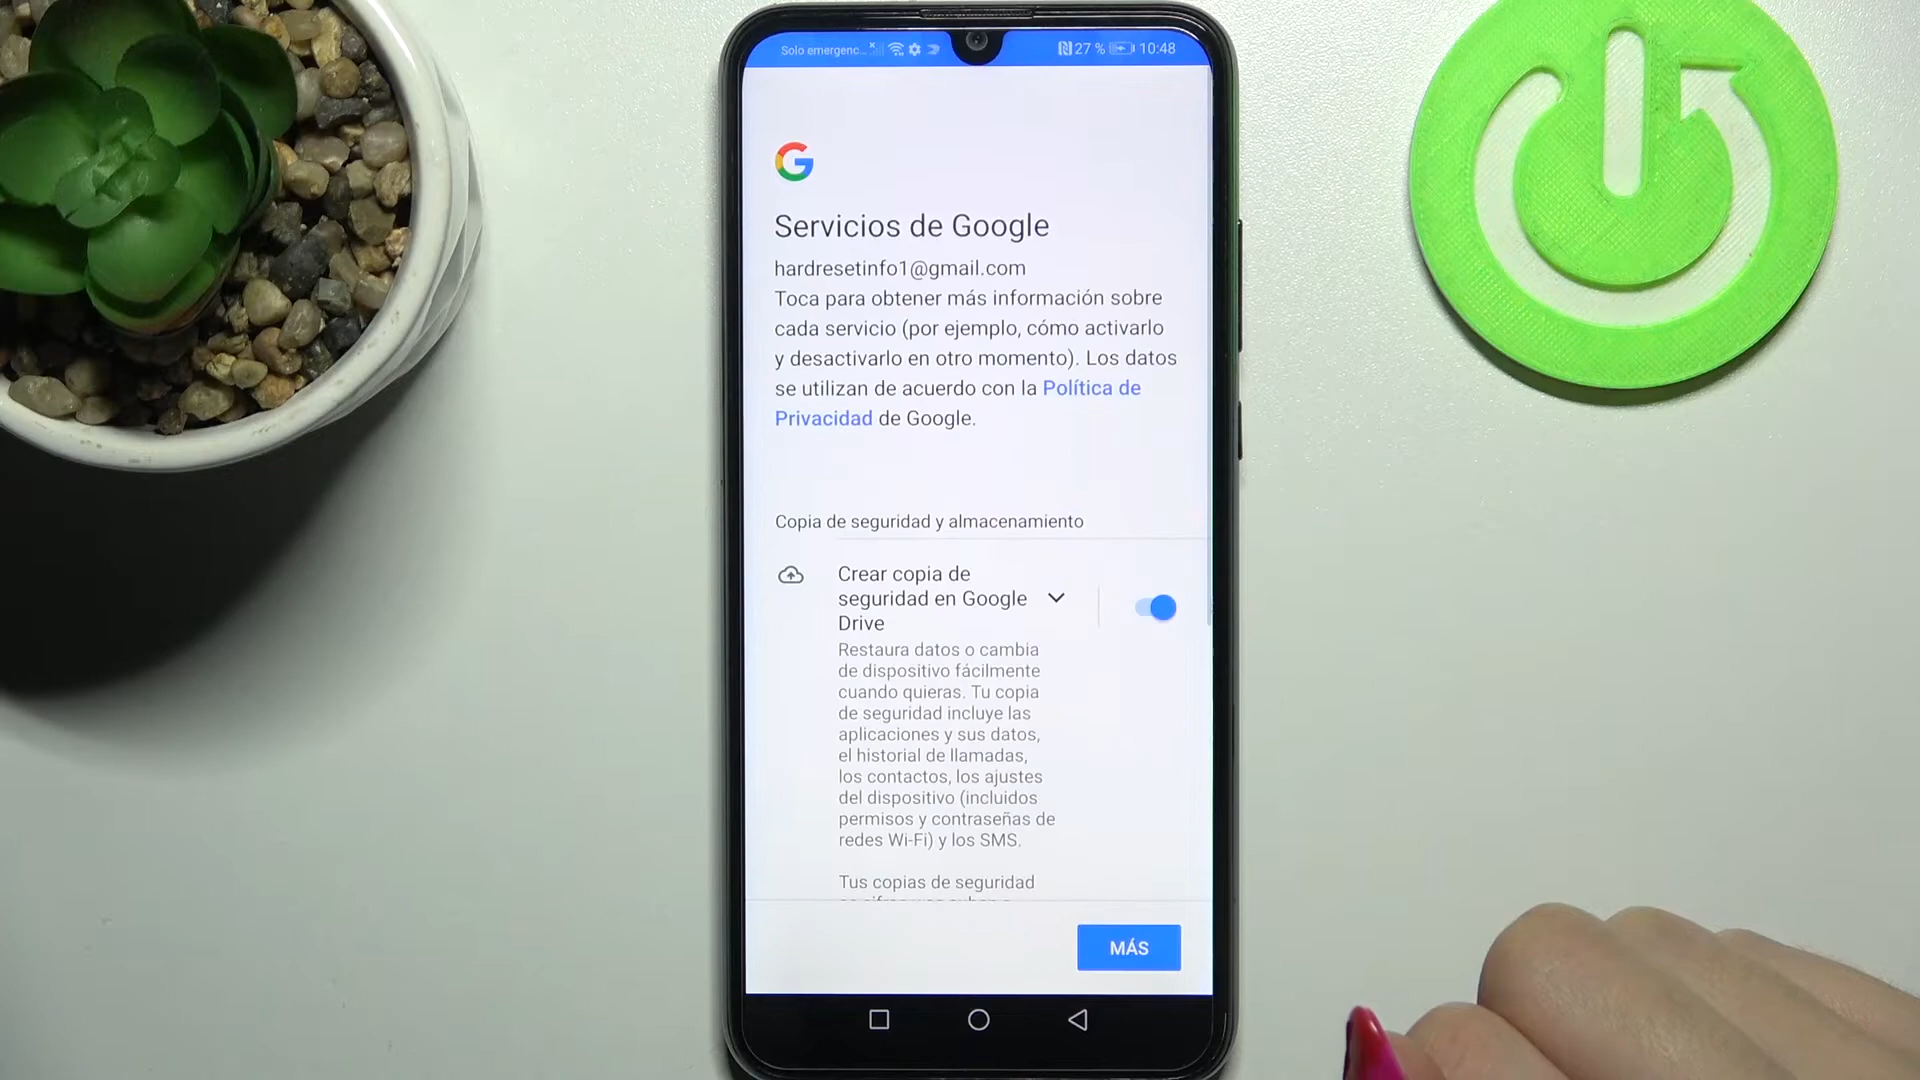 Solo emergenc... 27 % 10:48
Servicios de Google
hardresetinfo1@gmail.com
Toca para obtener más información sobre
cada servicio (por ejemplo, cómo activarlo
y desactivarlo en otro momento). Los datos
se utilizan de acuerdo con la Política de
Privacidad de Google.
Copia de seguridad y almacenamiento
Crear copia de
seguridad en Google
Drive
Restaura datos o cambia
de dispositivo fácilmente
cuando quieras. Tu copia
de seguridad incluye las
aplicaciones y sus datos,
el historial de llamadas,
los contactos, los ajustes
del dispositivo (incluidos
permisos y contraseñas de
redes Wi-Fi) y los SMS.
Tus copias de seguridad
MÁS